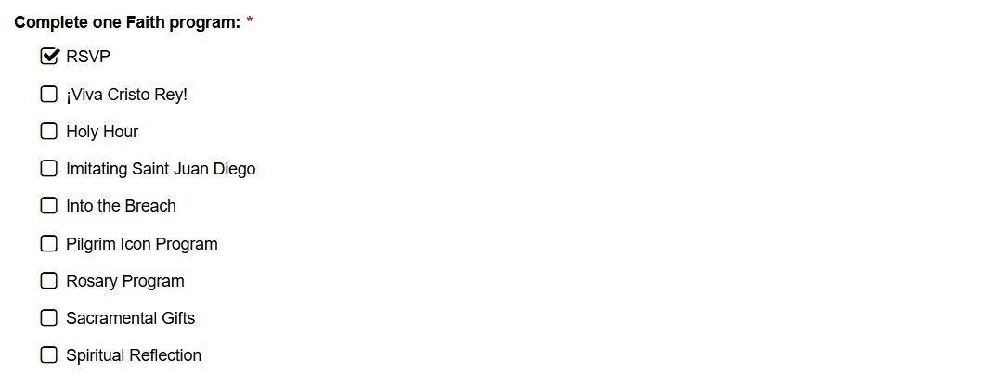 Complete one Faith program: *
RSVP
¡Viva Cristo Rey!
Holy Hour
Imitating Saint Juan Diego
Into the Breach
Pilgrim Icon Program
Rosary Program
Sacramental Gifts
Spiritual Reflection